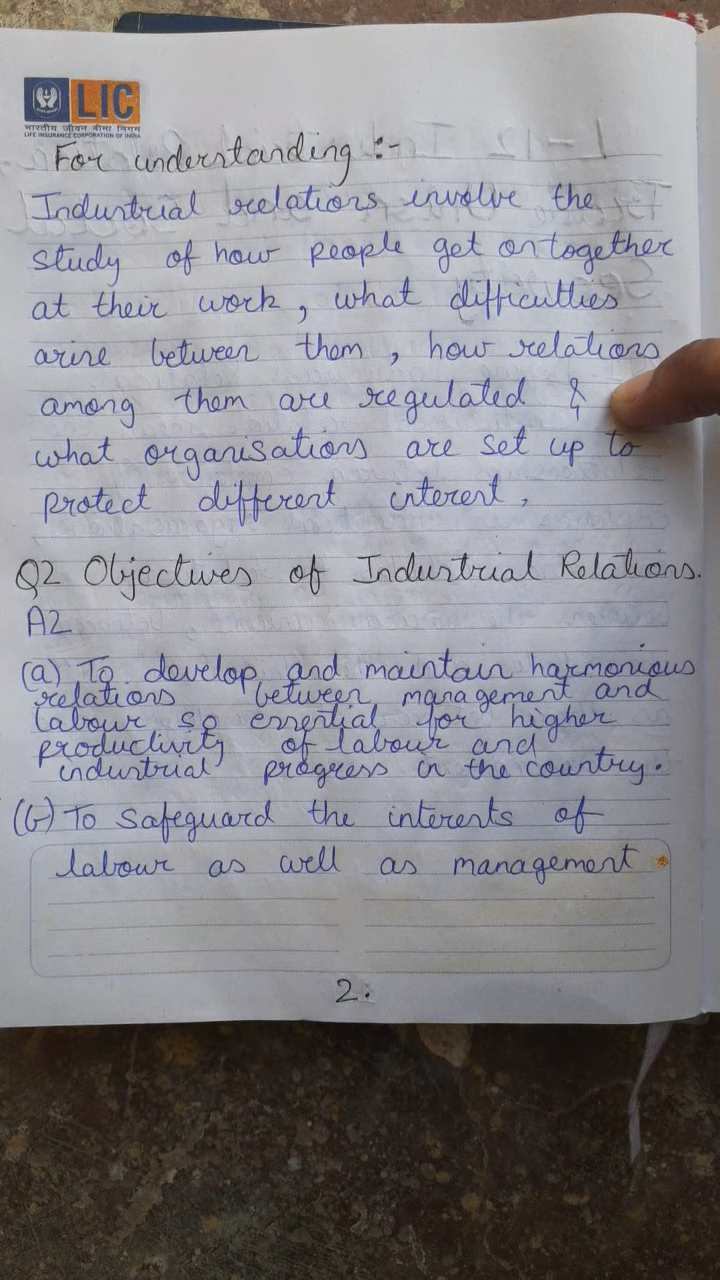 LIC
भारतीय जीवन बीमा निगम
LIFE INSURANCE CORPORATION OF INDIA
For understanding :-
Industrial relations involve the
study of how people get on together
at their work, what difficulties
arise between them, how relations
among them are regulated &
what organisations are set up to
protect different interest.
Q2 Objectives of Industrial Relations.
A2
(a) To develop and maintain harmonious
relations between management and
labour so essential for higher
productivity of labour and
industrial progress in the country.
(b) To safeguard the interests of
labour as well as management
2.